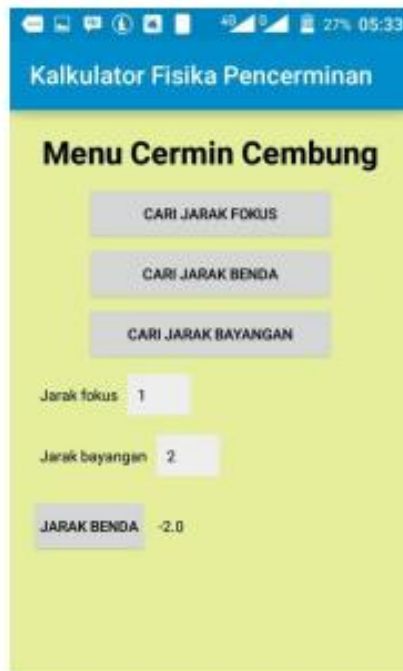 27% 05:33
Kalkulator Fisika Pencerminan
Menu Cermin Cembung
CARI JARAK FOKUS
CARI JARAK BENDA
CARI JARAK BAYANGAN
Jarak fokus 1
Jarak bayangan 2
JARAK BENDA -2.0